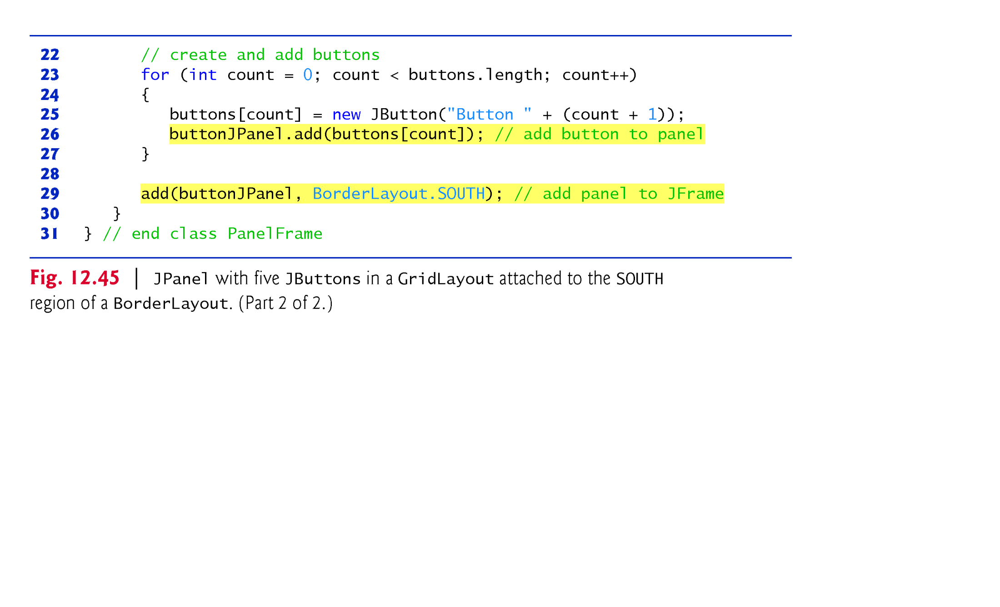 22 // create and add buttons
23 for (int count = 0; count < buttons.length; count++)
24 {
25 buttons[count] = new JButton("Button " + (count + 1));
26 buttonJPanel.add(buttons[count]); // add button to panel
27 }
28
29 add(buttonJPanel, BorderLayout.SOUTH); // add panel to JFrame
30 }
31 } // end class PanelFrame
Fig. 12.45 | JPanel with five JButtons in a GridLayout attached to the SOUTH
region of a BorderLayout. (Part 2 of 2.)